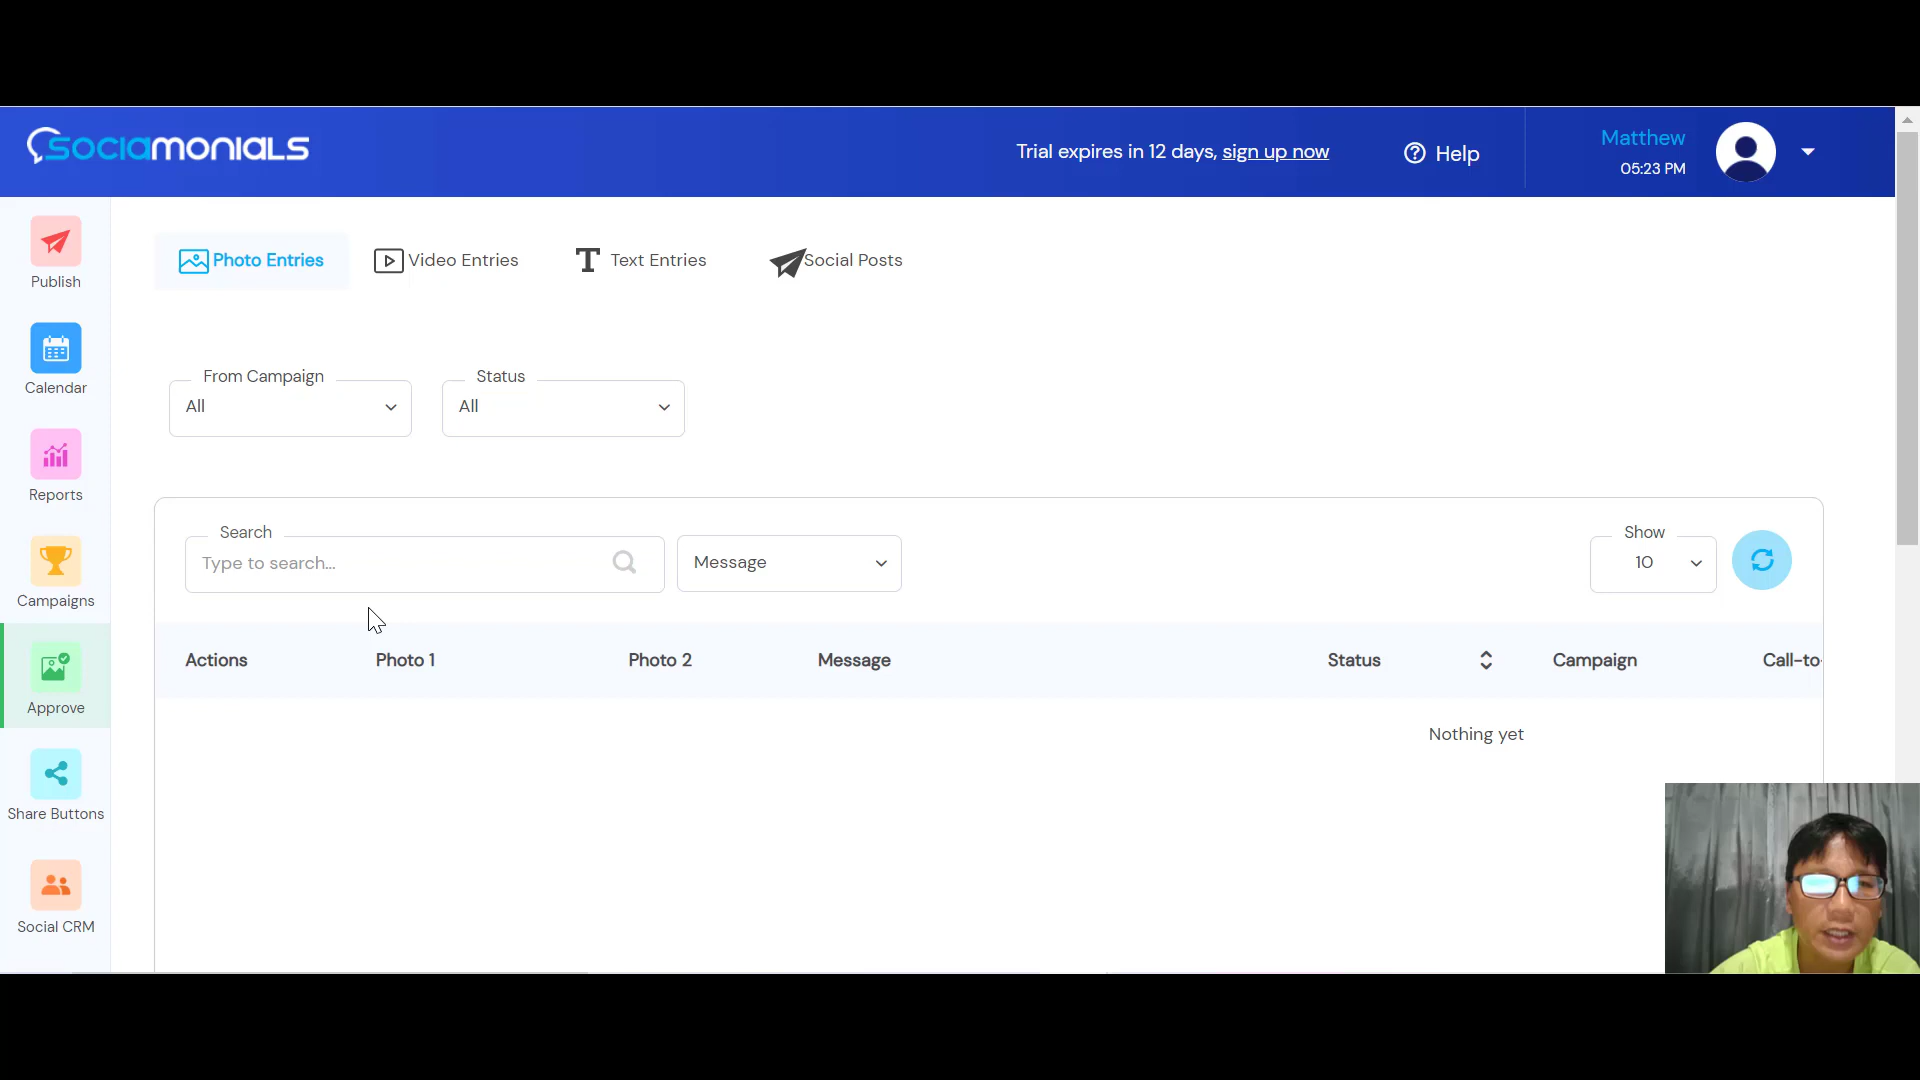 SOCIAMONIALS
Trial expires in 12 days, sign up now
Help
Matthew
05:23 PM
Publish
Calendar
Reports
Campaigns
Approve
Share Buttons
Social CRM
Photo Entries
Video Entries
Text Entries
Social Posts
From Campaign
All
Status
All
Search
Type to search...
Message
Show
10
Actions
Photo 1
Photo 2
Message
Status
Campaign
Call-to-
Nothing yet